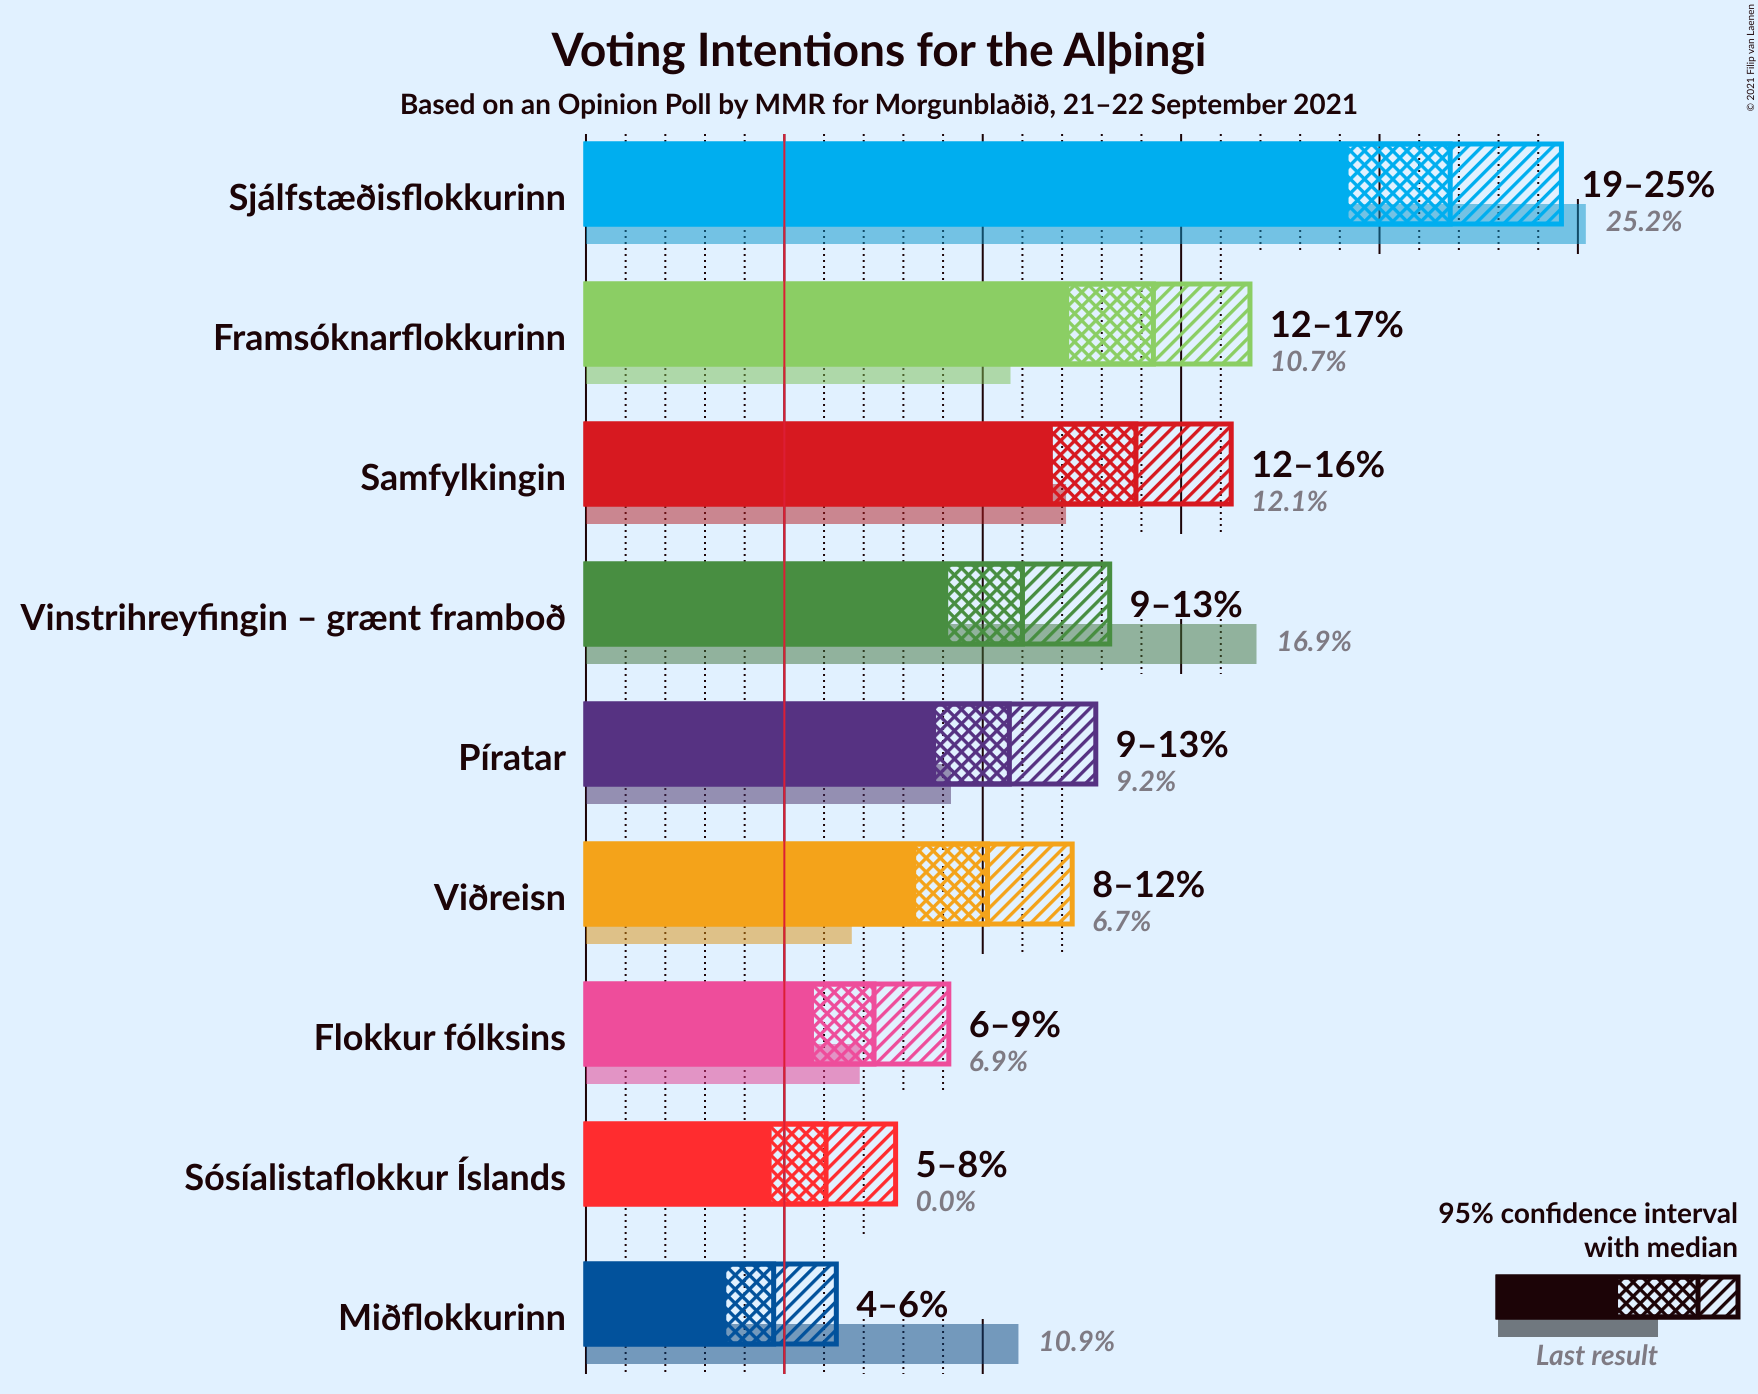 Voting Intentions for the Alþingi
Based on an Opinion Poll by MMR for Morgunblaðið, 21–22 September 2021
© 2021 Filip van Laenen
Sjálfstæðisflokkurinn
19–25%
25.2%
Framsóknarflokkurinn
12–17%
10.7%
Samfylkingin
12–16%
12.1%
Vinstrihreyfingin – grænt framboð
9–13%
16.9%
Píratar
9–13%
9.2%
Viðreisn
8–12%
6.7%
Flokkur fólksins
6–9%
6.9%
Sósíalistaflokkur Íslands
5–8%
0.0%
Miðflokkurinn
4–6%
10.9%
95% confidence interval
with median
Last result